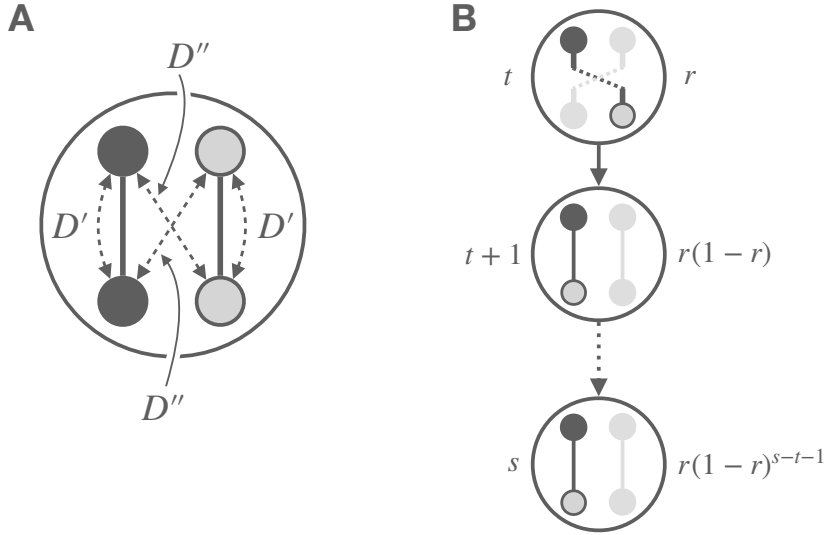 A
D″
D′
D′
D″
B
t
r
t + 1
r(1 − r)
s
r(1 − r)^{s−t−1}